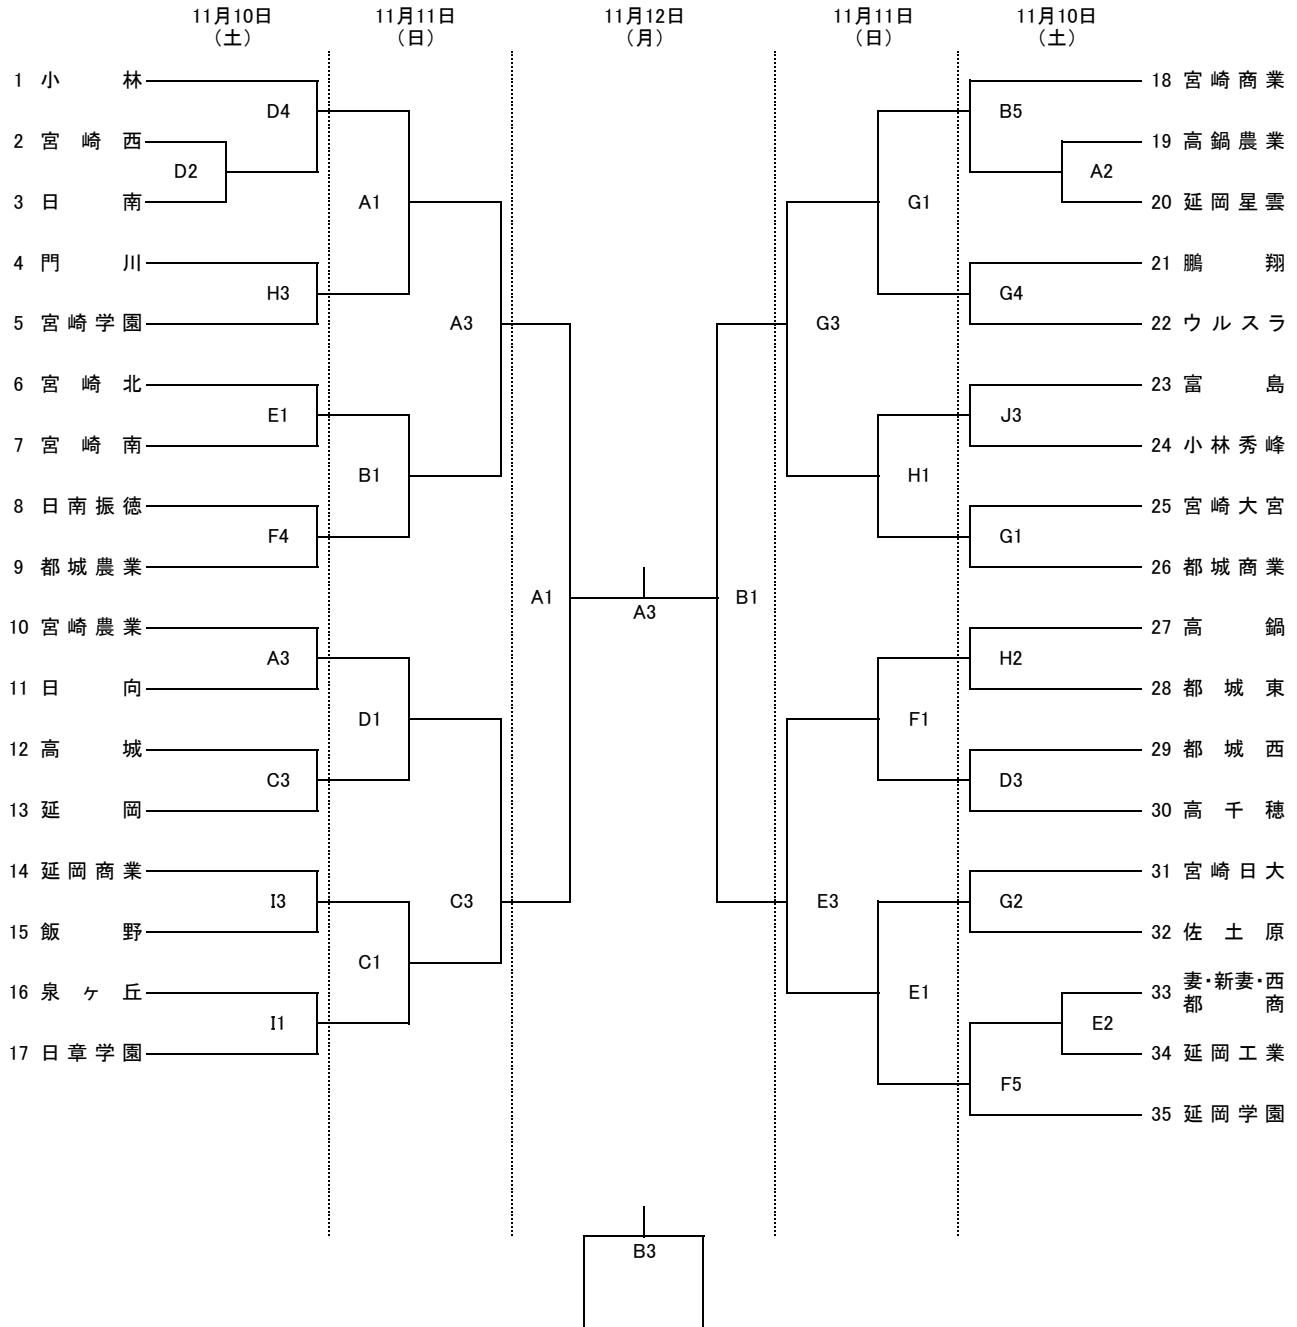 11月10日 11月11日 11月12日 11月11日 11月10日
（土） （日） （月） （日） （土）
1 小林 18 宮崎商業
D4 B5
2 宮崎西 19 高鍋農業
D2 A2
3 日南 A1 G1 20 延岡星雲
4 門川 21 鵬翔
H3 G4
5 宮崎学園 A3 G3 22 ウルスラ
6 宮崎北 23 富島
E1 J3
7 宮崎南 24 小林秀峰
B1 H1
8 日南振徳 25 宮崎大宮
F4 G1
9 都城農業 26 都城商業
A1 A3 B1
10 宮崎農業 27 高鍋
A3 H2
11 日向 28 都城東
D1 F1
12 高城 29 都城西
C3 D3
13 延岡 30 高千穂
14 延岡商業 31 宮崎日大
I3 C3 E3 G2
15 飯野 32 佐土原
C1
16 泉ヶ丘 E1 33 妻・新妻・西
都商
I1 E2
17 日章学園 34 延岡工業
F5
35 延岡学園
B3